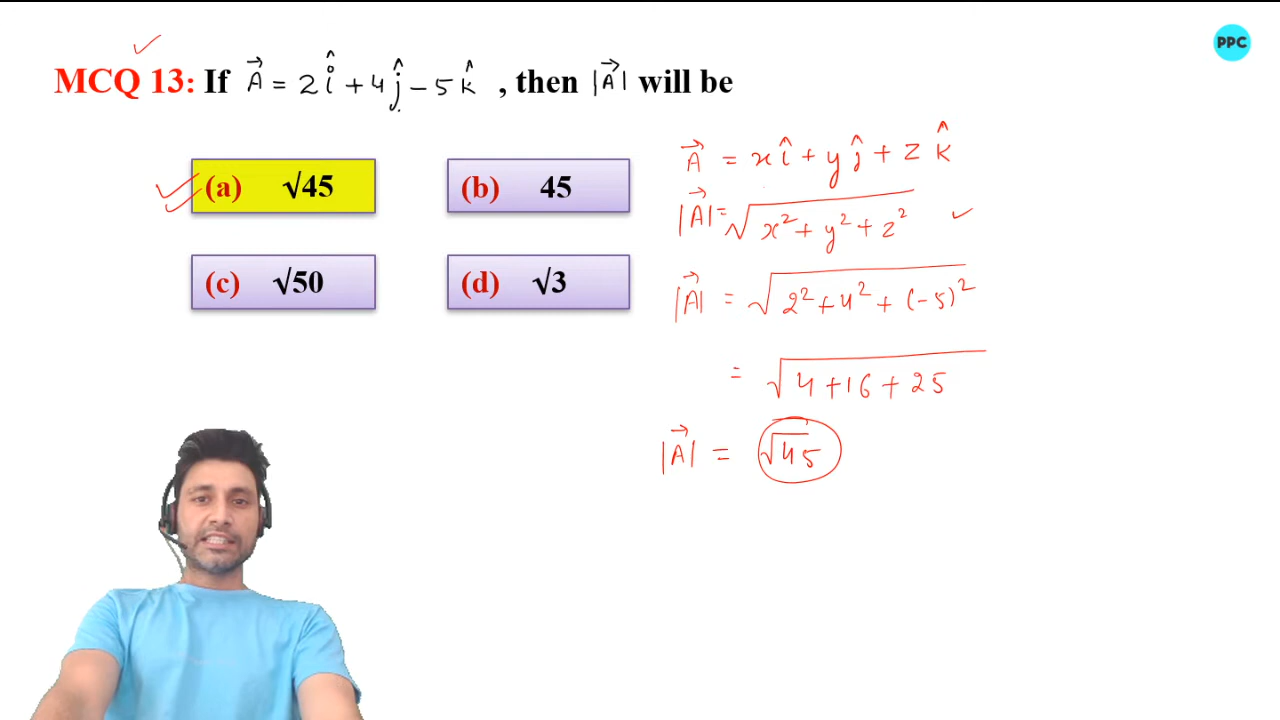 PPC
MCQ 13: If A⃗ = 2î + 4ĵ - 5k̂ , then |A⃗| will be
(a) √45
(b) 45
(c) √50
(d) √3
A⃗ = xî + yĵ + zk̂
|A⃗| = √x² + y² + z²
|A⃗| = √2² + 4² + (-5)²
= √4 + 16 + 25
|A⃗| = √45